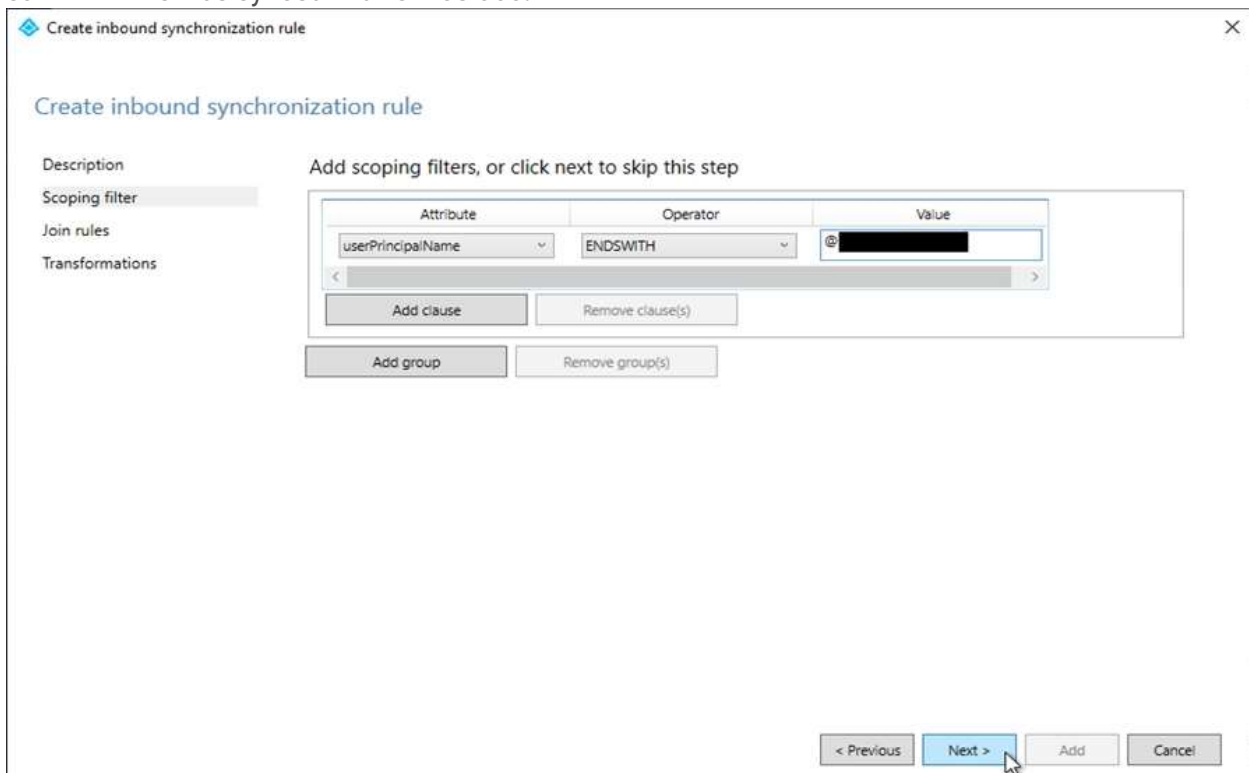 Create inbound synchronization rule
Create inbound synchronization rule
Description
Scoping filter
Join rules
Transformations
Add scoping filters, or click next to skip this step
Attribute Operator Value
userPrincipalName ENDSWITH @
Add clause Remove clause(s)
Add group Remove group(s)
< Previous Next > Add Cancel